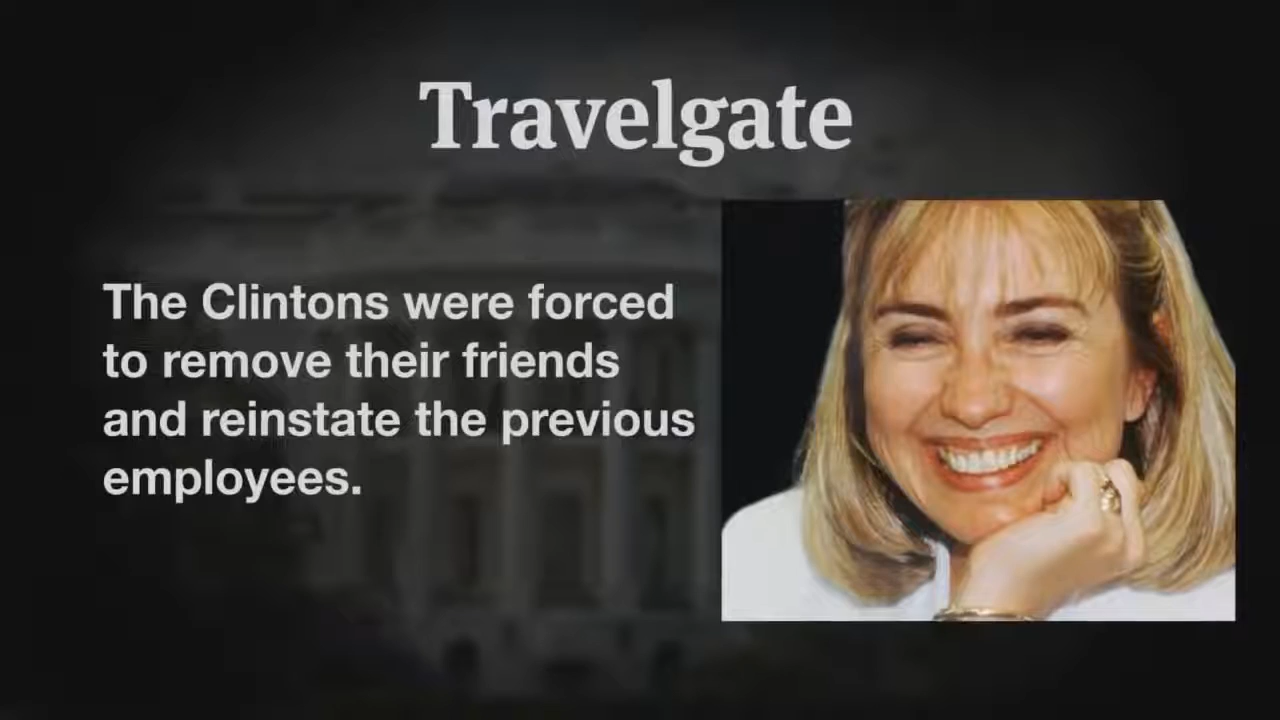 Travelgate
The Clintons were forced
to remove their friends
and reinstate the previous
employees.